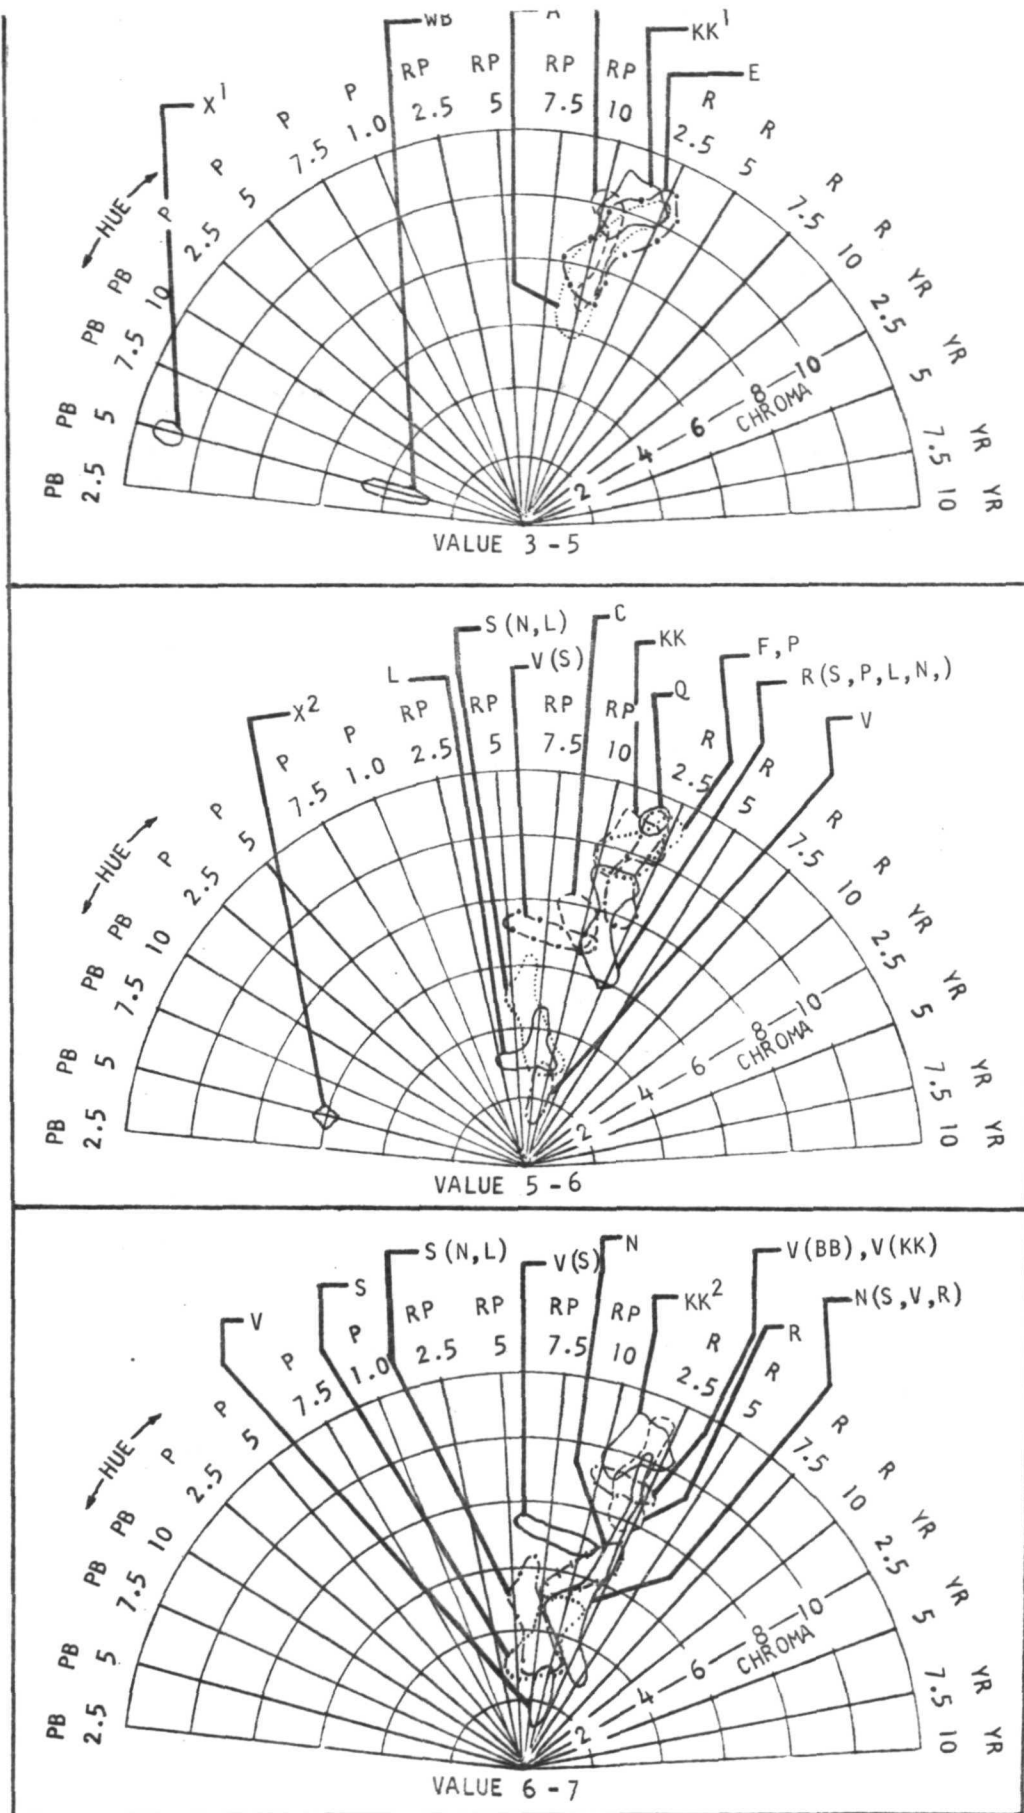 WB A KK¹
RP RP RP RP E
X¹ P P 2.5 5 7.5 10 R
P 7.5 1.0 2.5 R
HUE P 5 5 R
P 2.5 7.5 R
PB 10 10 YR
PB 7.5 2.5 YR
PB 5 2 4 6 8 10 CHROMA 5 YR
PB 2.5 7.5 YR
10
VALUE 3-5
S(N,L) C
L V(S) KK F,P
X² Q R(S,P,L,N,)
P P RP RP RP RP V
P 7.5 1.0 2.5 5 7.5 10 R R
HUE P 5 2.5 5 R
P 2.5 7.5 R
PB 10 10 YR
PB 7.5 2.5 YR
PB 5 2 4 6 8 10 CHROMA 5 YR
PB 2.5 7.5 YR
10
VALUE 5-6
S(N,L) V(S) N V(BB),V(KK)
V S KK² R N(S,V,R)
P P RP RP RP RP R
P 7.5 1.0 2.5 5 7.5 10 R
HUE P 5 2.5 5 R
P 2.5 7.5 R
PB 10 10 YR
PB 7.5 2.5 YR
PB 5 2 4 6 8 10 CHROMA 5 YR
PB 2.5 7.5 YR
10
VALUE 6-7